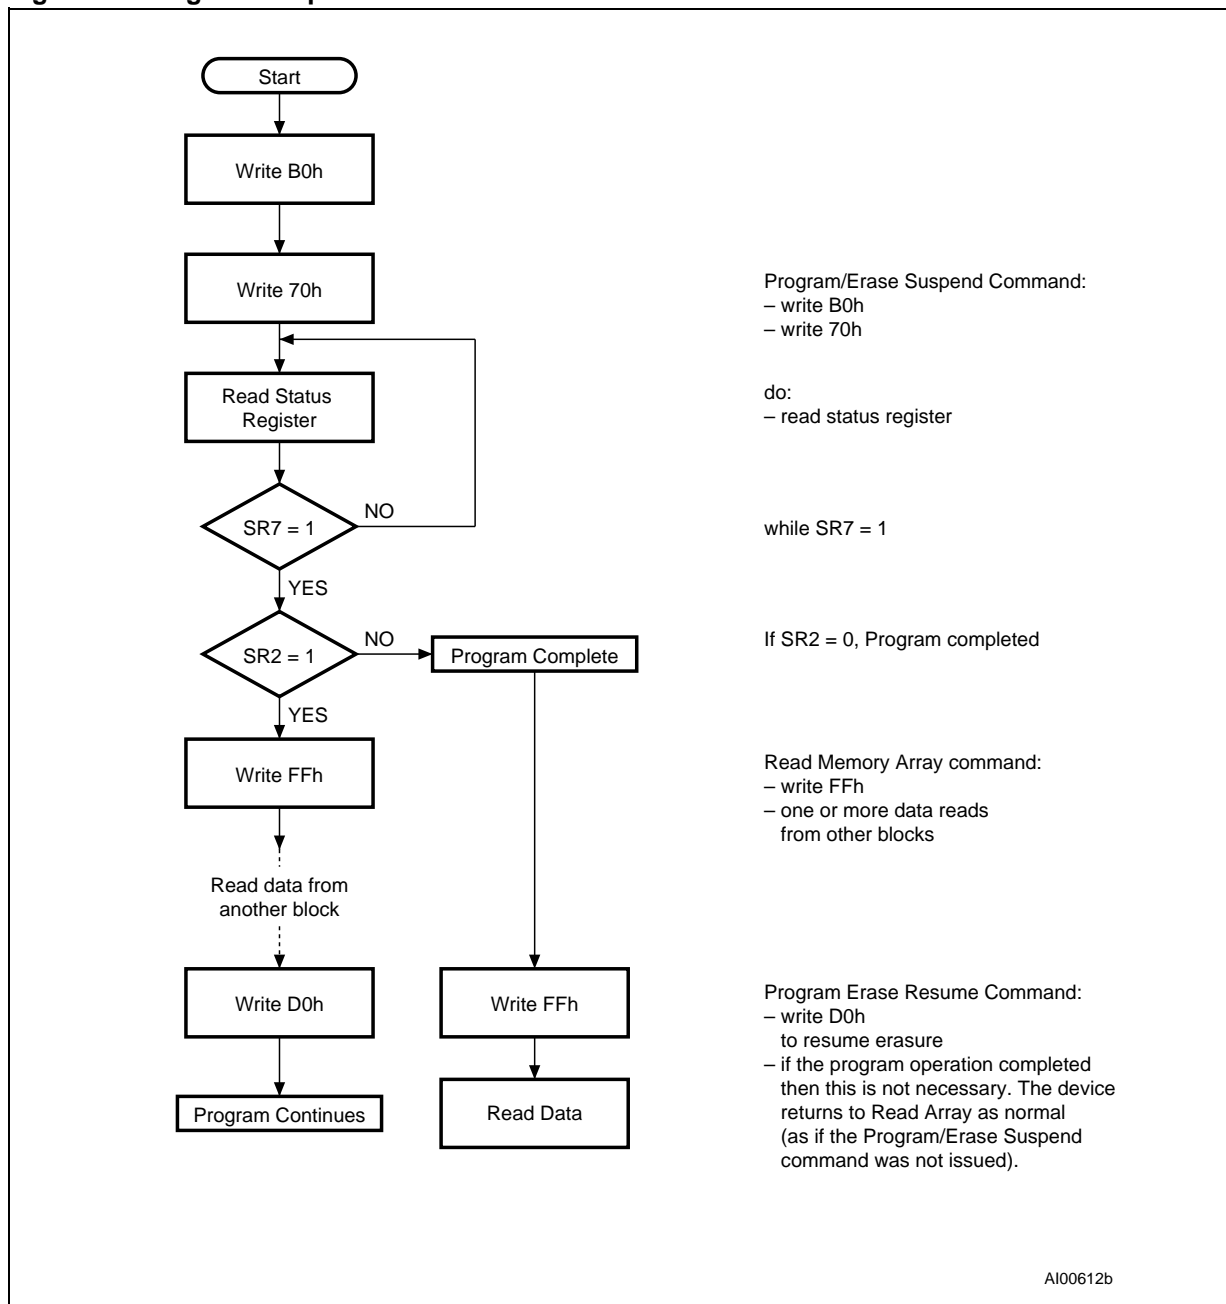 Start
Write B0h
Write 70h
Program/Erase Suspend Command:
– write B0h
– write 70h
Read Status
Register
do:
– read status register
NO
SR7 = 1
while SR7 = 1
YES
NO
SR2 = 1
Program Complete
If SR2 = 0, Program completed
YES
Write FFh
Read Memory Array command:
– write FFh
– one or more data reads
from other blocks
Read data from
another block
Write D0h
Write FFh
Program Erase Resume Command:
– write D0h
to resume erasure
– if the program operation completed
then this is not necessary. The device
returns to Read Array as normal
(as if the Program/Erase Suspend
command was not issued).
Program Continues
Read Data
AI00612b